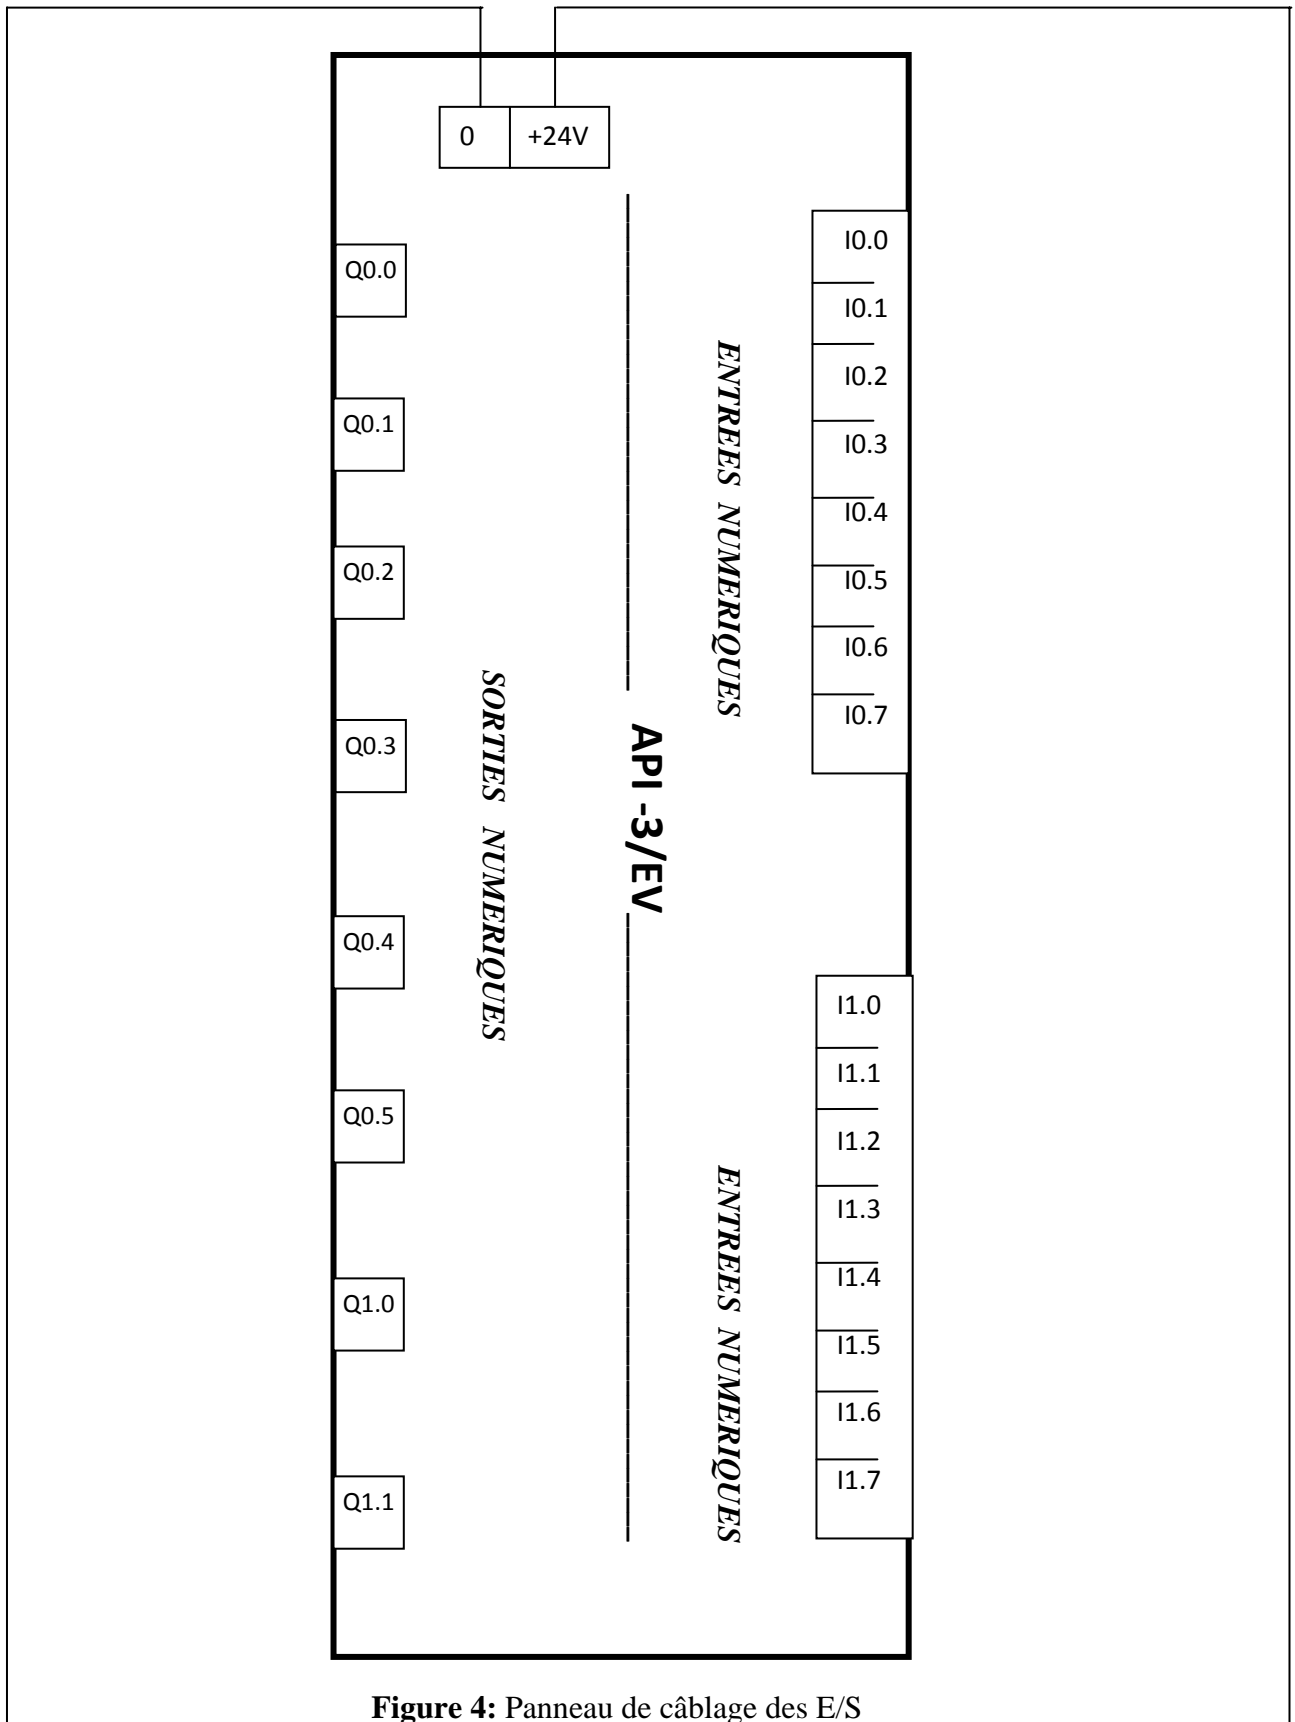 0 +24V
Q0.0
Q0.1
Q0.2
Q0.3
Q0.4
Q0.5
Q1.0
Q1.1
SORTIES NUMERIQUES
API -3/EV
ENTREES NUMERIQUES
I0.0
I0.1
I0.2
I0.3
I0.4
I0.5
I0.6
I0.7
ENTREES NUMERIQUES
I1.0
I1.1
I1.2
I1.3
I1.4
I1.5
I1.6
I1.7
Figure 4: Panneau de câblage des E/S